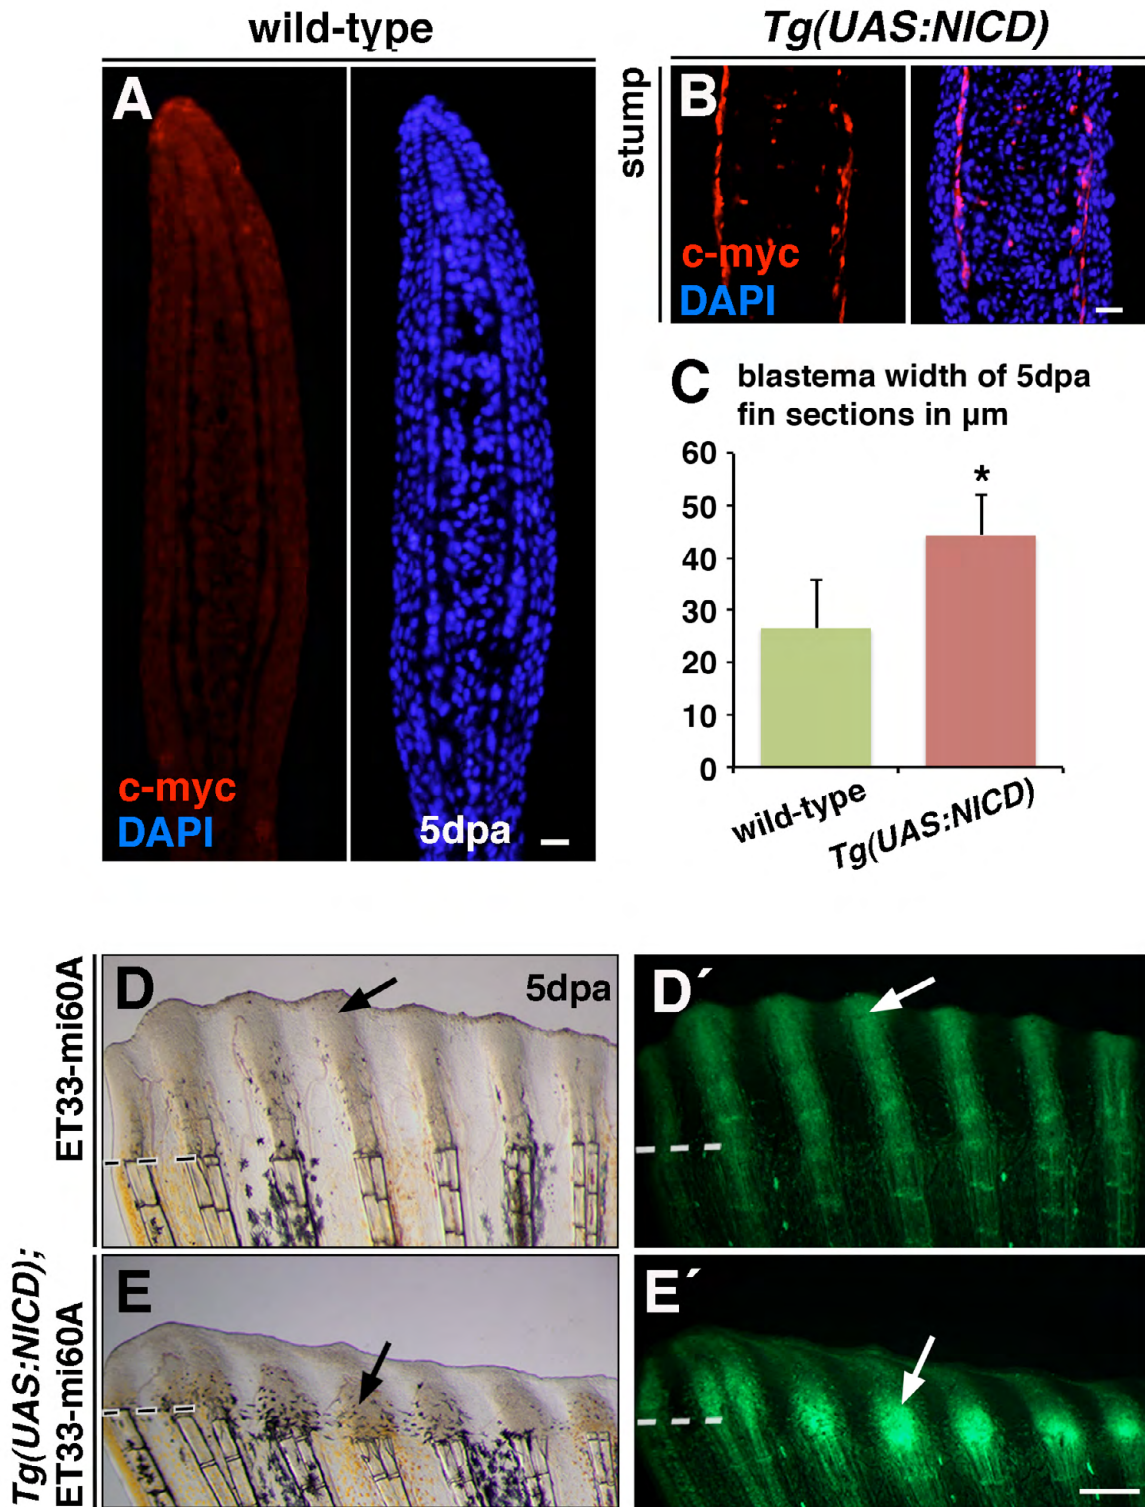 wild-type
Tg(UAS:NICD)
A
c-myc
DAPI
5dpa
stump
B
c-myc
DAPI
C blastema width of 5dpa
fin sections in µm
60
50
40
30
20
10
0
*
wild-type
Tg(UAS:NICD)
ET33-mi60A
D
5dpa
D´
Tg(UAS:NICD);
ET33-mi60A
E
E´